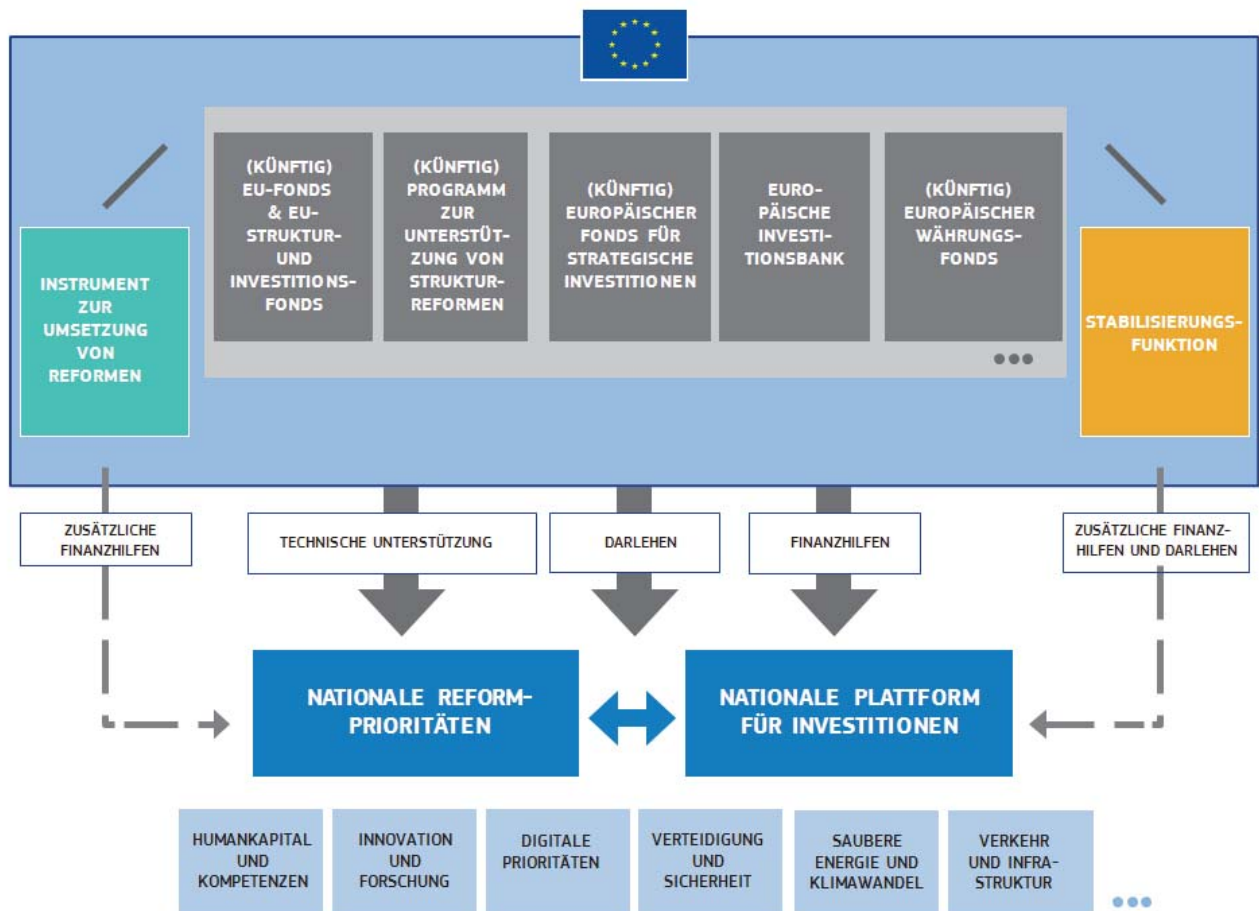 (KÜNFTIG)
EU-FONDS
& EU-
STRUKTUR-
UND
INVESTITIONS-
FONDS
(KÜNFTIG)
PROGRAMM
ZUR
UNTERSTÜT-
ZUNG VON
STRUKTUR-
REFORMEN
(KÜNFTIG)
EUROPÄISCHER
FONDS FÜR
STRATEGISCHE
INVESTITIONEN
EURO-
PÄISCHE
INVESTI-
TIONSBANK
(KÜNFTIG)
EUROPÄISCHER
WÄHRUNGS-
FONDS
INSTRUMENT
ZUR
UMSETZUNG
VON
REFORMEN
STABILISIERUNGS-
FUNKTION
ZUSÄTZLICHE
FINANZHILFEN
TECHNISCHE UNTERSTÜTZUNG
DARLEHEN
FINANZHILFEN
ZUSÄTZLICHE FINANZ-
HILFEN UND DARLEHEN
NATIONALE REFORM-
PRIORITÄTEN
NATIONALE PLATTFORM
FÜR INVESTITIONEN
HUMANKAPITAL
UND
KOMPETENZEN
INNOVATION
UND
FORSCHUNG
DIGITALE
PRIORITÄTEN
VERTEIDIGUNG
UND
SICHERHEIT
SAUBERE
ENERGIE UND
KLIMAWANDEL
VERKEHR
UND INFRA-
STRUKTUR